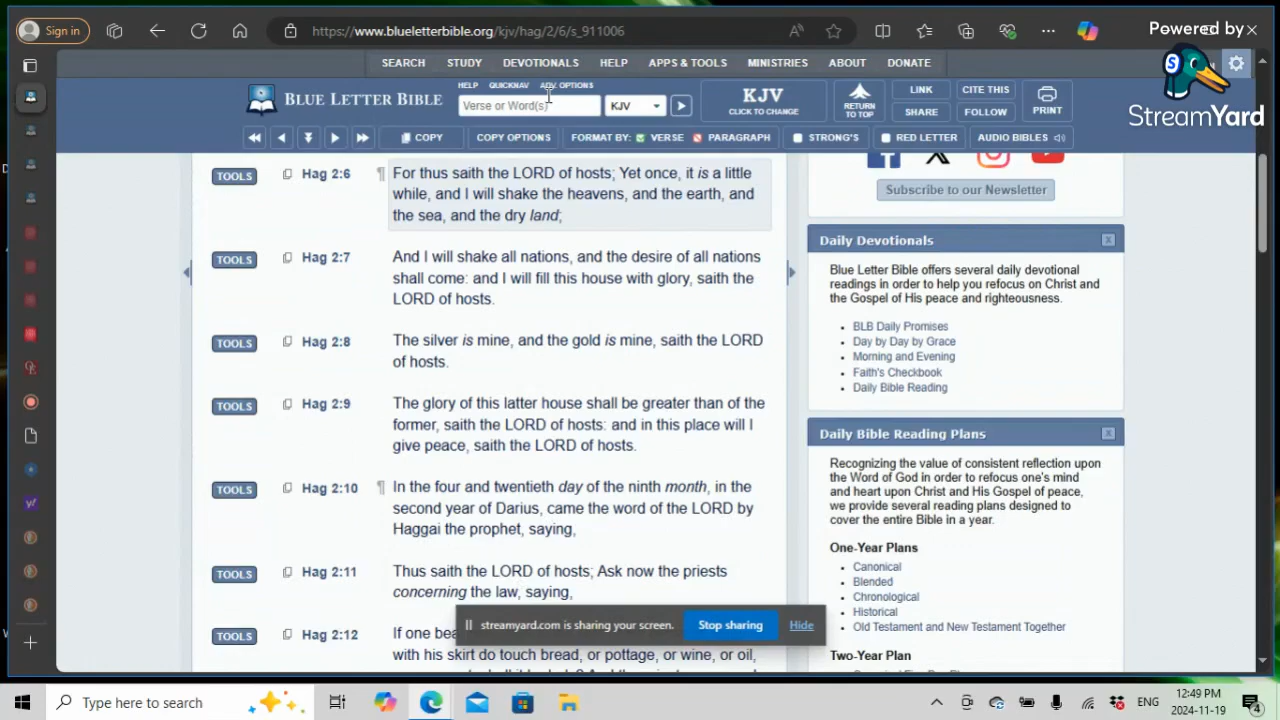 Sign in
https://www.blueletterbible.org/kjv/hag/2/6/s_911006
Powered by
StreamYard
SEARCH STUDY DEVOTIONALS HELP APPS & TOOLS MINISTRIES ABOUT DONATE
BLUE LETTER BIBLE
HELP QUICKNAV ADV. OPTIONS
Verse or Word(s)
KJV
KJV
CLICK TO CHANGE
RETURN
TO TOP
LINK
CITE THIS
SHARE
FOLLOW
PRINT
COPY
COPY OPTIONS
FORMAT BY: VERSE PARAGRAPH
STRONG'S
RED LETTER
AUDIO BIBLES
TOOLS Hag 2:6 ¶ For thus saith the LORD of hosts; Yet once, it is a little
while, and I will shake the heavens, and the earth, and
the sea, and the dry land;
TOOLS Hag 2:7 And I will shake all nations, and the desire of all nations
shall come: and I will fill this house with glory, saith the
LORD of hosts.
TOOLS Hag 2:8 The silver is mine, and the gold is mine, saith the LORD
of hosts.
TOOLS Hag 2:9 The glory of this latter house shall be greater than of the
former, saith the LORD of hosts: and in this place will I
give peace, saith the LORD of hosts.
TOOLS Hag 2:10 ¶ In the four and twentieth day of the ninth month, in the
second year of Darius, came the word of the LORD by
Haggai the prophet, saying,
TOOLS Hag 2:11 Thus saith the LORD of hosts; Ask now the priests
concerning the law, saying,
TOOLS Hag 2:12 If one
with his skirt do touch bread, or pottage, or wine, or oil,
Subscribe to our Newsletter
Daily Devotionals
Blue Letter Bible offers several daily devotional
readings in order to help you refocus on Christ and
the Gospel of His peace and righteousness.
BLB Daily Promises
Day by Day by Grace
Morning and Evening
Faith's Checkbook
Daily Bible Reading
Daily Bible Reading Plans
Recognizing the value of consistent reflection upon
the Word of God in order to refocus one's mind
and heart upon Christ and His Gospel of peace,
we provide several reading plans designed to
cover the entire Bible in a year.
One-Year Plans
Canonical
Blended
Chronological
Historical
Old Testament and New Testament Together
Two-Year Plan
streamyard.com is sharing your screen.
Stop sharing
Hide
Type here to search
ENG
12:49 PM
2024-11-19
4